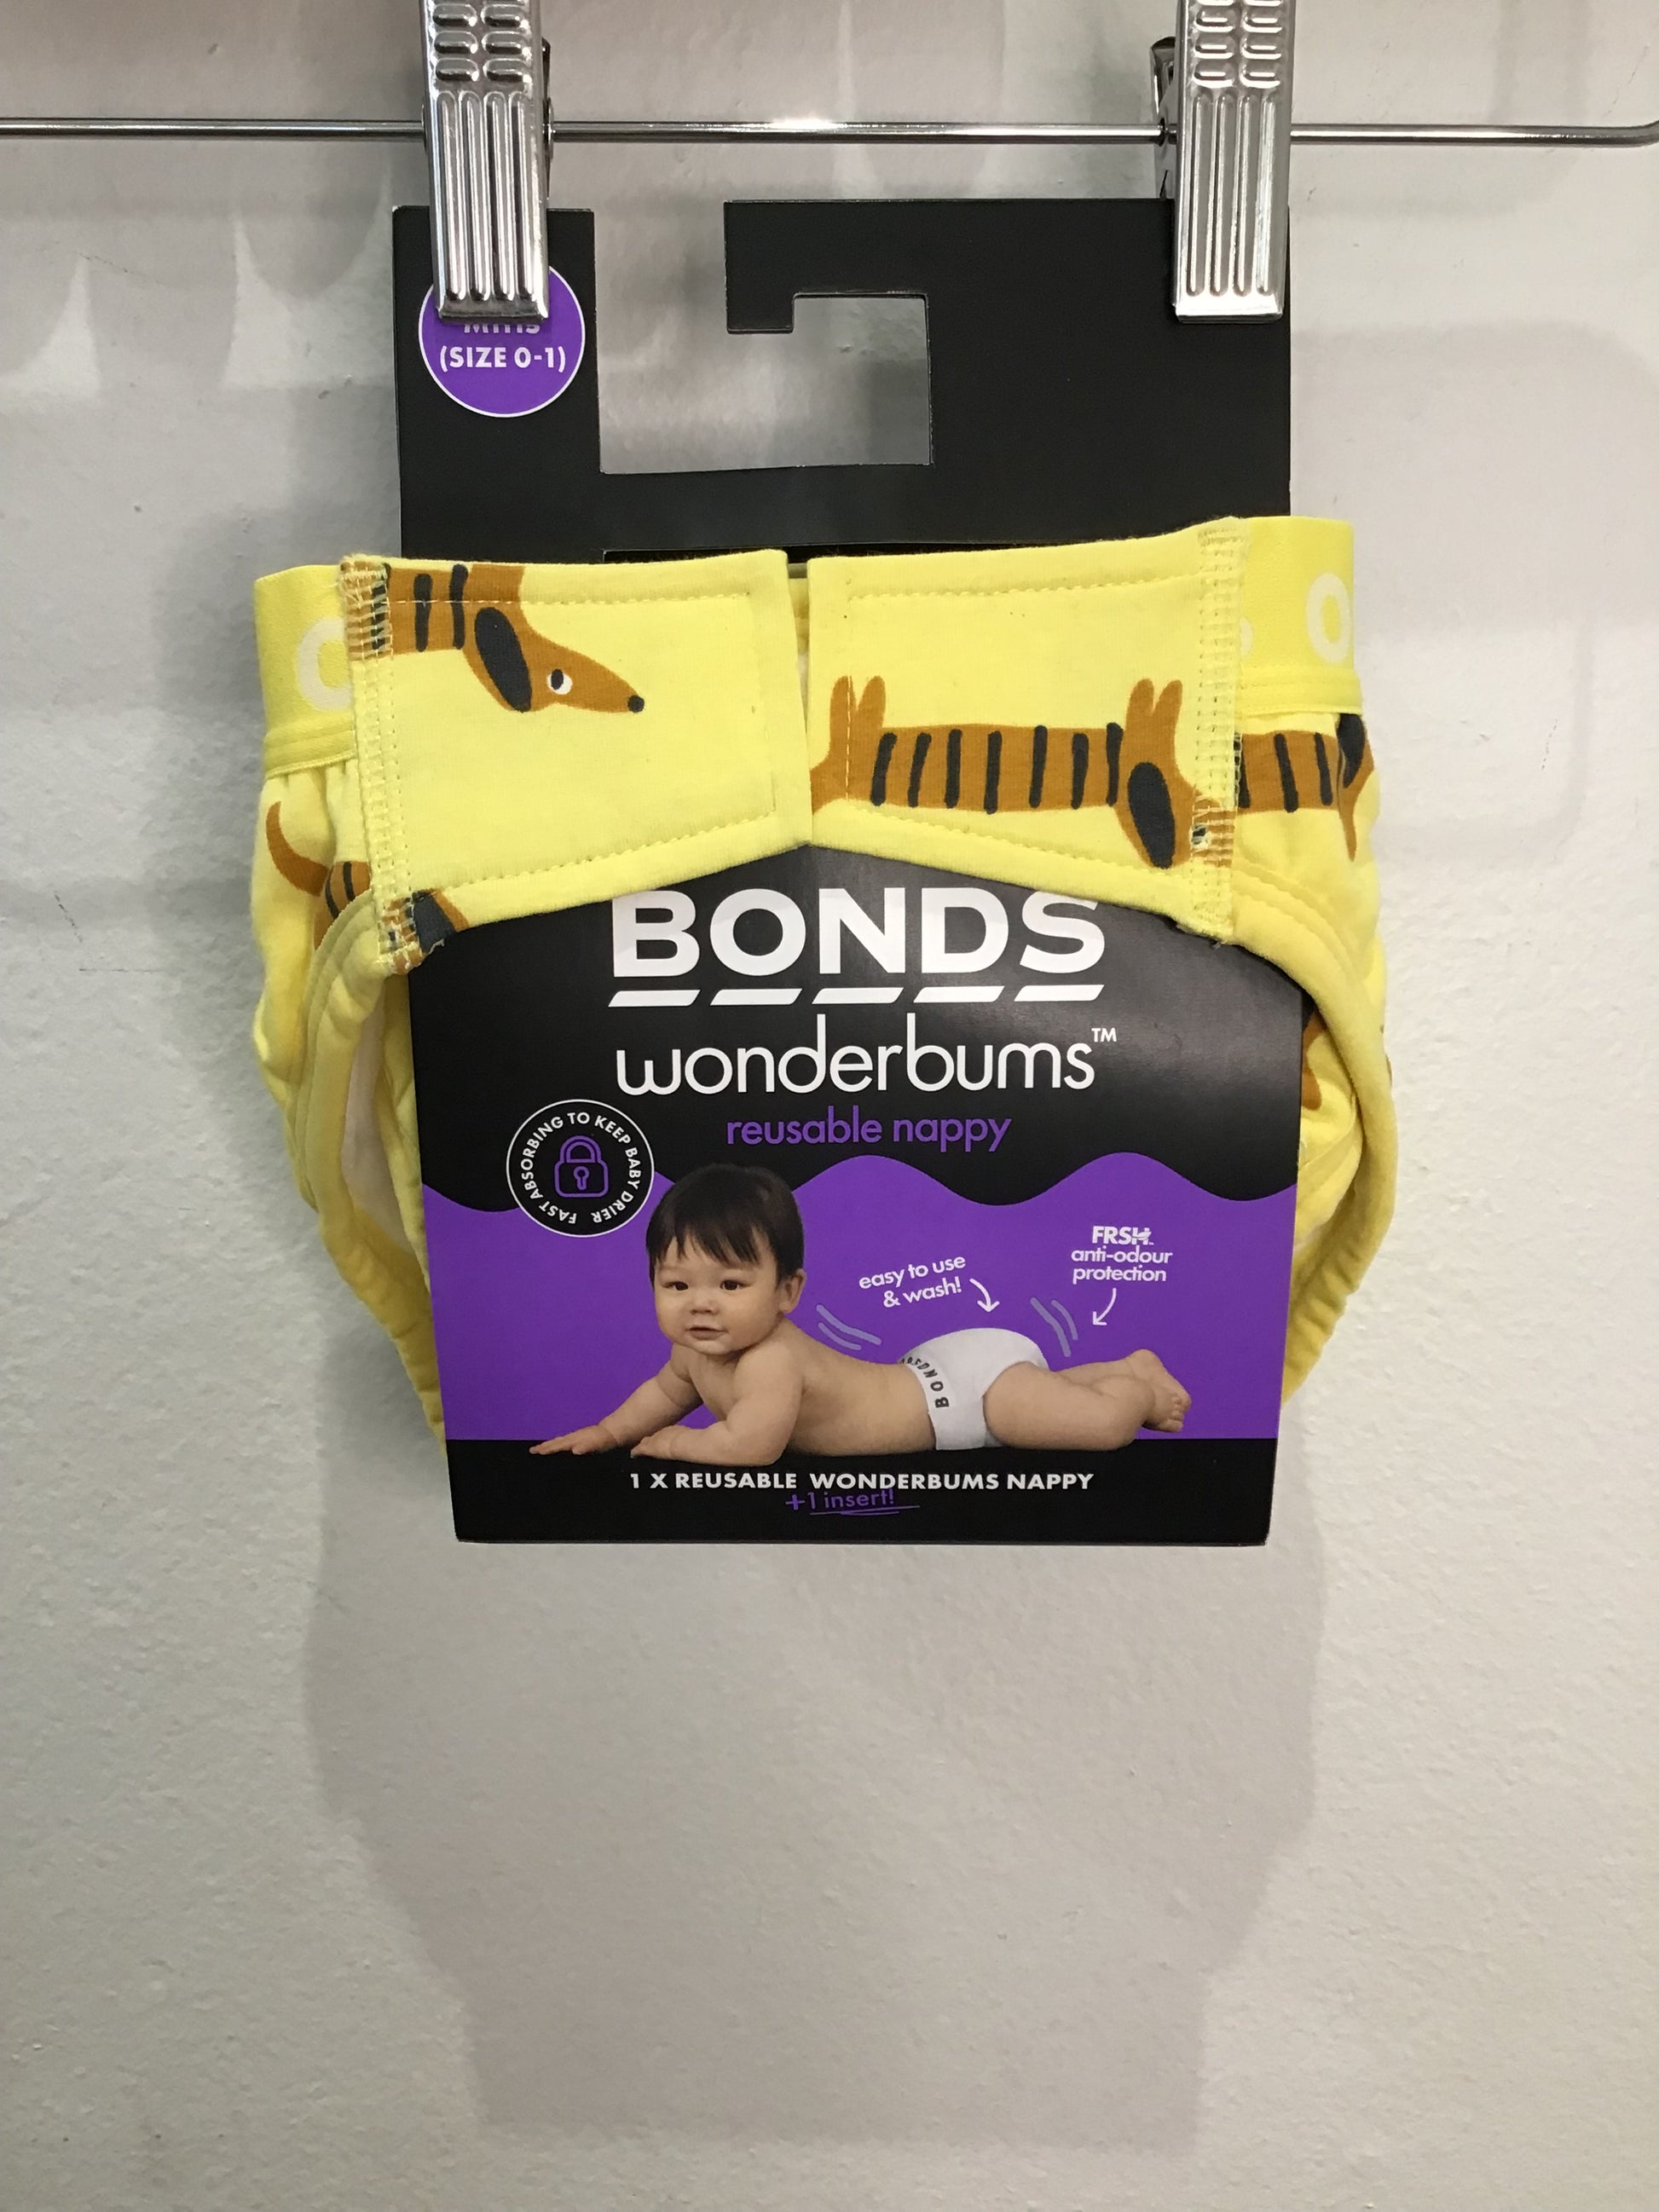 (SIZE 0-1)
BONDS
wonderbums™
reusable nappy
FAST ABSORBING TO KEEP BABY DRIER
easy to use
& wash!
FRSH™
anti-odour
protection
BONDS
1 X REUSABLE WONDERBUMS NAPPY
+1 insert!